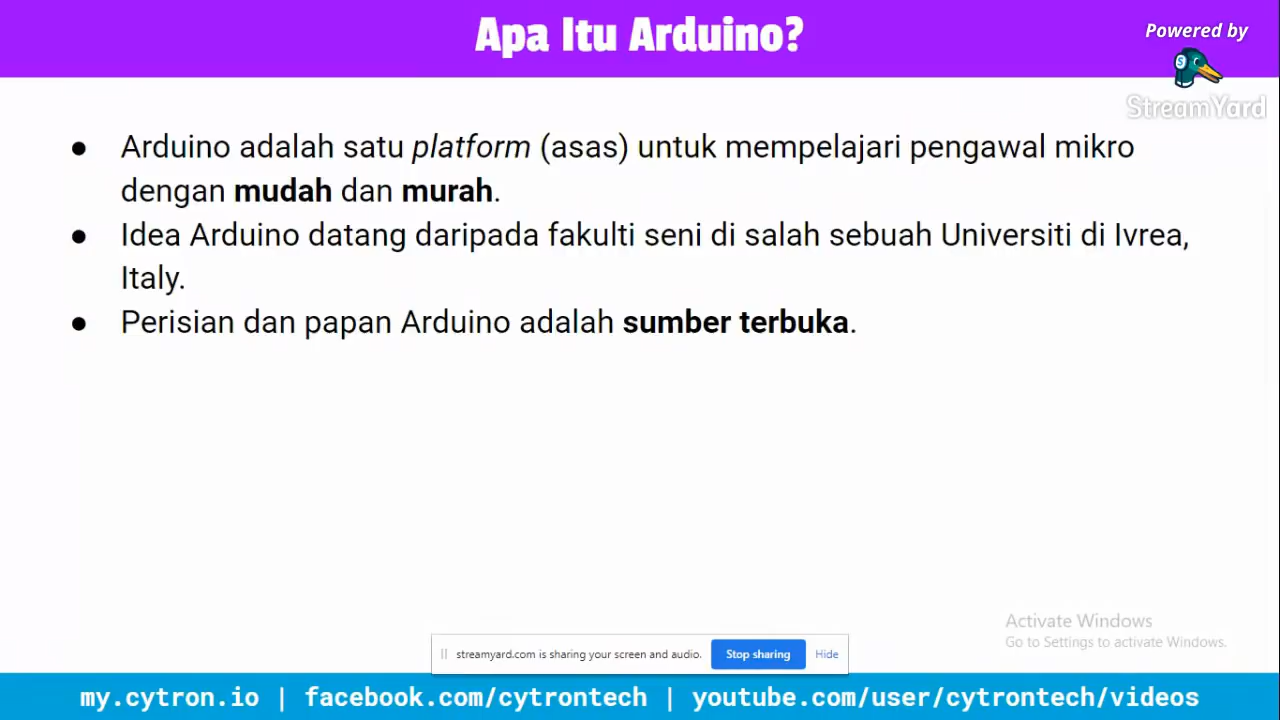 Apa Itu Arduino?
Powered by
StreamYard
● Arduino adalah satu platform (asas) untuk mempelajari pengawal mikro
dengan mudah dan murah.
● Idea Arduino datang daripada fakulti seni di salah sebuah Universiti di Ivrea,
Italy.
● Perisian dan papan Arduino adalah sumber terbuka.
Activate Windows
Go to Settings to activate Windows.
streamyard.com is sharing your screen and audio. Stop sharing Hide
my.cytron.io | facebook.com/cytrontech | youtube.com/user/cytrontech/videos